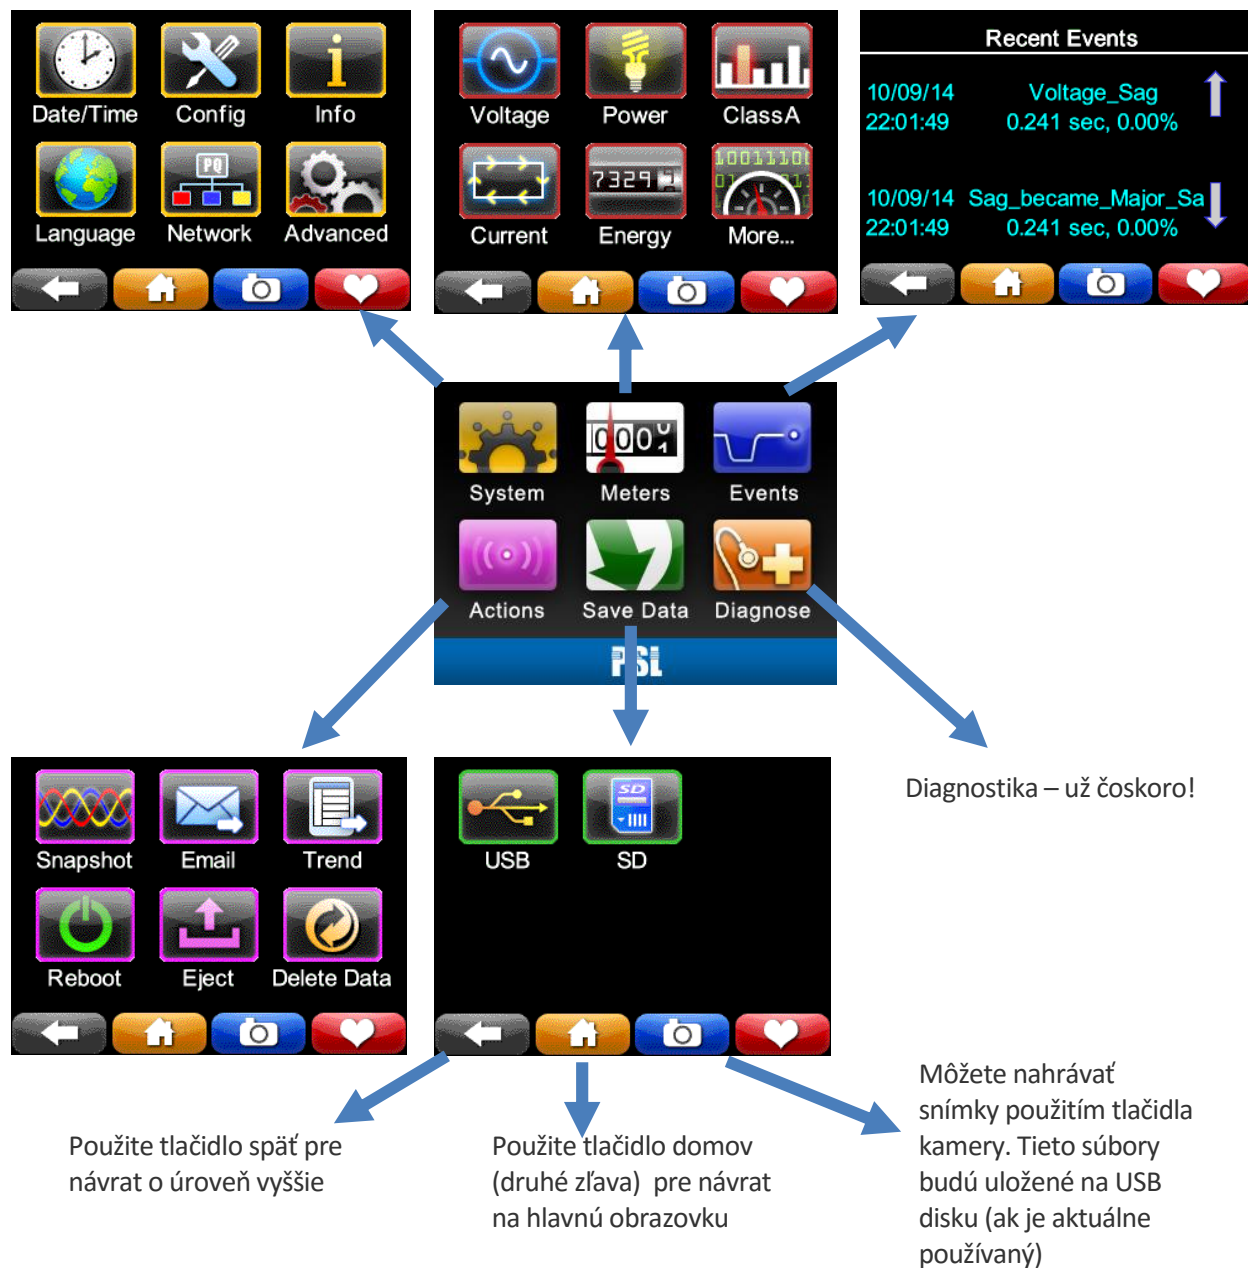 Date/Time Config Info
PQ
Language Network Advanced
Voltage Power ClassA
7329
Current Energy More...
Recent Events
10/09/14 Voltage_Sag
22:01:49 0.241 sec, 0.00%
10/09/14 Sag_became_Major_Sa
22:01:49 0.241 sec, 0.00%
System Meters Events
Actions Save Data Diagnose
PSL
Snapshot Email Trend
Reboot Eject Delete Data
SD
USB SD
Diagnostika – už čoskoro!
Použite tlačidlo späť pre
návrat o úroveň vyššie
Použite tlačidlo domov
(druhé zľava) pre návrat
na hlavnú obrazovku
Môžete nahrávať
snímky použitím tlačidla
kamery. Tieto súbory
budú uložené na USB
disku (ak je aktuálne
používaný)